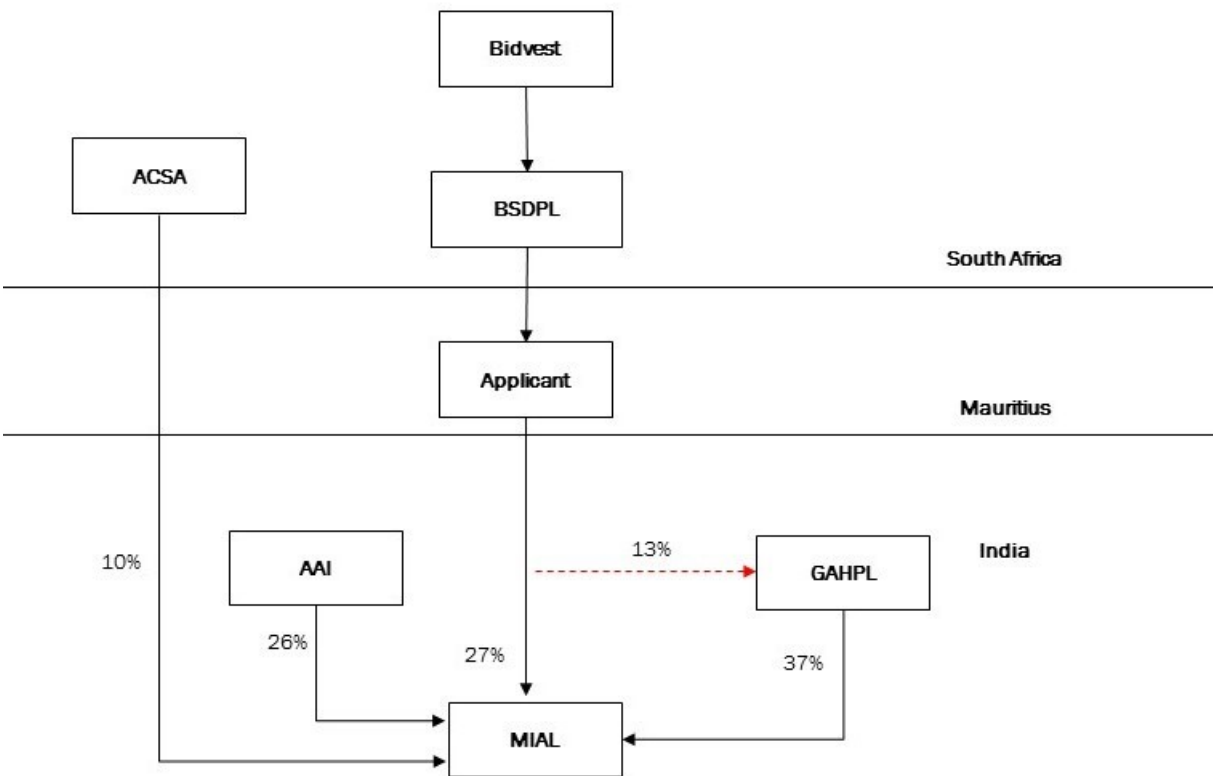 Bidvest
ACSA
BSDPL
South Africa
Applicant
Mauritius
10%
AAI
13%
GAHPL
India
26%
27%
37%
MIAL